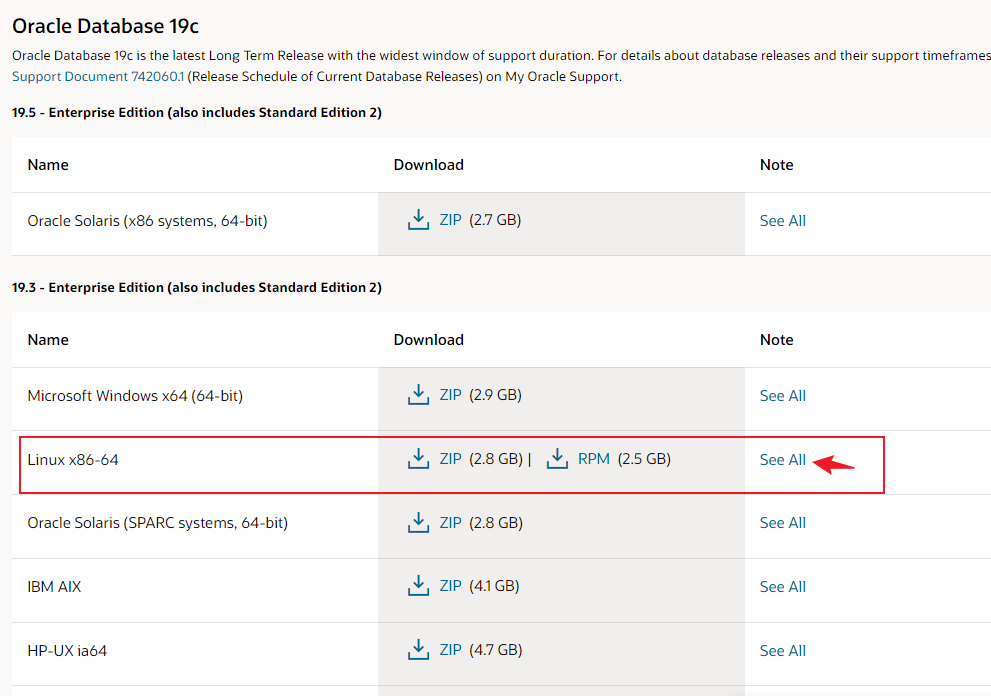 Oracle Database 19c
Oracle Database 19c is the latest Long Term Release with the widest window of support duration. For details about database releases and their support timeframes
Support Document 742060.1 (Release Schedule of Current Database Releases) on My Oracle Support.
19.5 - Enterprise Edition (also includes Standard Edition 2)
Name Download Note
Oracle Solaris (x86 systems, 64-bit) ZIP (2.7 GB) See All
19.3 - Enterprise Edition (also includes Standard Edition 2)
Name Download Note
Microsoft Windows x64 (64-bit) ZIP (2.9 GB) See All
Linux x86-64 ZIP (2.8 GB) | RPM (2.5 GB) See All
Oracle Solaris (SPARC systems, 64-bit) ZIP (2.8 GB) See All
IBM AIX ZIP (4.1 GB) See All
HP-UX ia64 ZIP (4.7 GB) See All